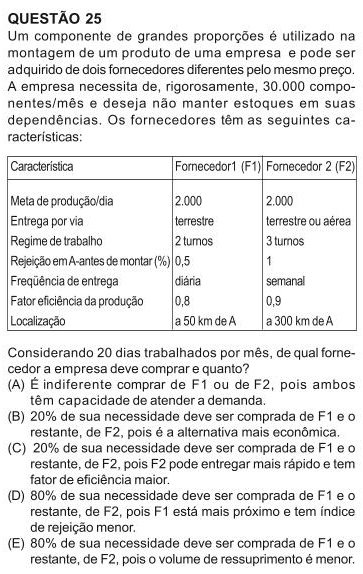 QUESTÃO 25
Um componente de grandes proporções é utilizado na
montagem de um produto de uma empresa e pode ser
adquirido de dois fornecedores diferentes pelo mesmo preço.
A empresa necessita de, rigorosamente, 30.000 compo-
nentes/mês e deseja não manter estoques em suas
dependências. Os fornecedores têm as seguintes ca-
racterísticas:
Característica Fornecedor1 (F1) Fornecedor 2 (F2)
Meta de produção/dia 2.000 2.000
Entrega por via terrestre terrestre ou aérea
Regime de trabalho 2 turnos 3 turnos
Rejeição em A-antes de montar (%) 0,5 1
Freqüência de entrega diária semanal
Fator eficiência da produção 0,8 0,9
Localização a 50 km de A a 300 km de A
Considerando 20 dias trabalhados por mês, de qual forne-
cedor a empresa deve comprar e quanto?
(A) É indiferente comprar de F1 ou de F2, pois ambos
têm capacidade de atender a demanda.
(B) 20% de sua necessidade deve ser comprada de F1 e o
restante, de F2, pois é a alternativa mais econômica.
(C) 20% de sua necessidade deve ser comprada de F1 e o
restante, de F2, pois F2 pode entregar mais rápido e tem
fator de eficiência maior.
(D) 80% de sua necessidade deve ser comprada de F1 e o
restante, de F2, pois F1 está mais próximo e tem índice
de rejeição menor.
(E) 80% de sua necessidade deve ser comprada de F1 e o
restante, de F2, pois o volume de ressuprimento é menor.